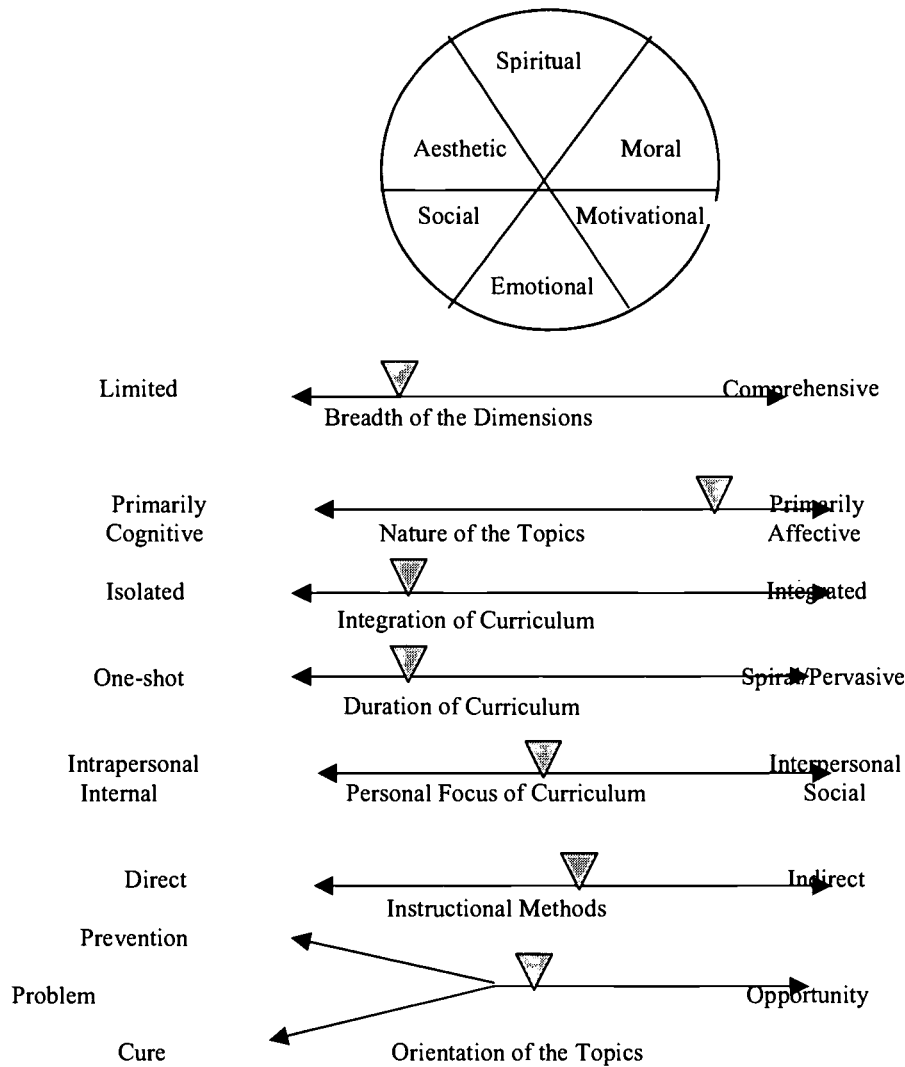 Spiritual
Aesthetic Moral
Social Motivational
Emotional
Limited Comprehensive
Breadth of the Dimensions
Primarily Primarily
Cognitive Nature of the Topics Affective
Isolated Integrated
Integration of Curriculum
One-shot Spiral/Pervasive
Duration of Curriculum
Intrapersonal Interpersonal
Internal Personal Focus of Curriculum Social
Direct Indirect
Instructional Methods
Prevention
Problem Opportunity
Cure Orientation of the Topics